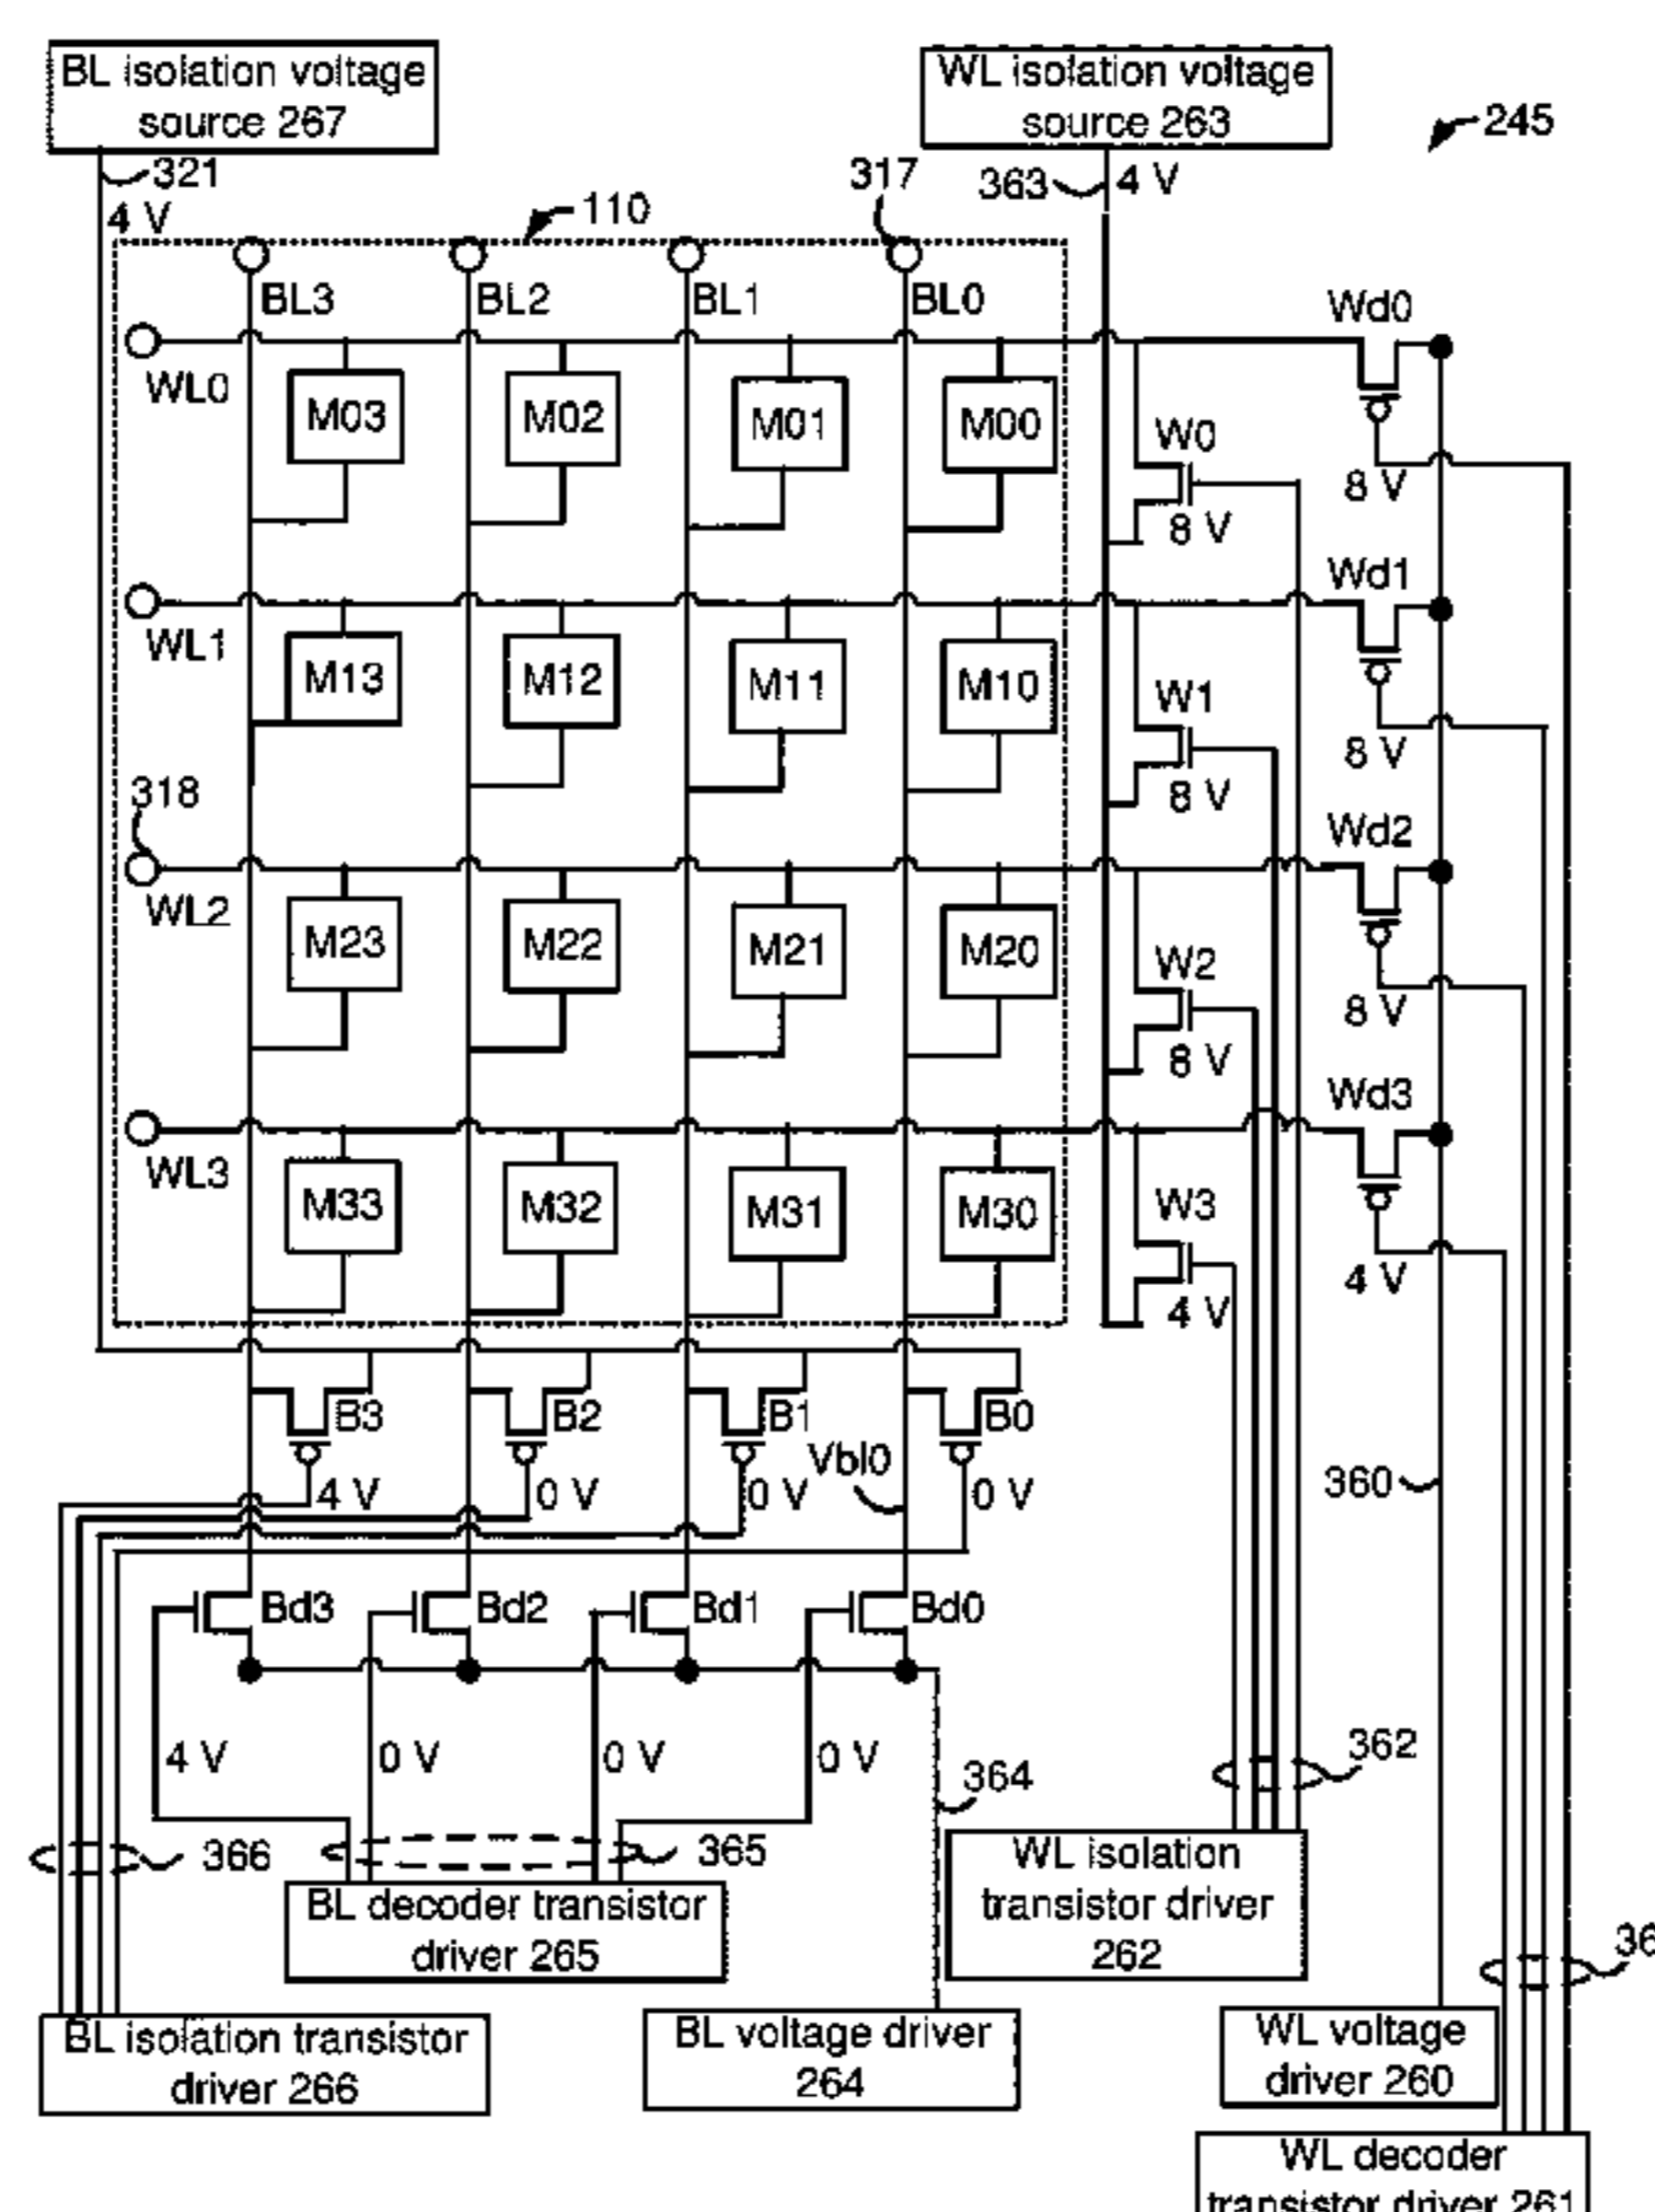 BL isolation voltage
source 267
WL isolation voltage
source 263
245
321
4 V
110
317
363
4 V
BL3
BL2
BL1
BL0
Wd0
WL0
M03
M02
M01
M00
W0
8 V
8 V
Wd1
WL1
M13
M12
M11
M10
W1
8 V
8 V
318
Wd2
WL2
M23
M22
M21
M20
W2
8 V
8 V
Wd3
WL3
M33
M32
M31
M30
W3
4 V
4 V
B3
B2
B1
B0
Vbl0
4 V
0 V
0 V
0 V
360
Bd3
Bd2
Bd1
Bd0
4 V
0 V
0 V
0 V
362
364
366
365
WL isolation
transistor driver
262
BL decoder transistor
driver 265
36
BL isolation transistor
driver 266
BL voltage driver
264
WL voltage
driver 260
WL decoder
transistor driver 261